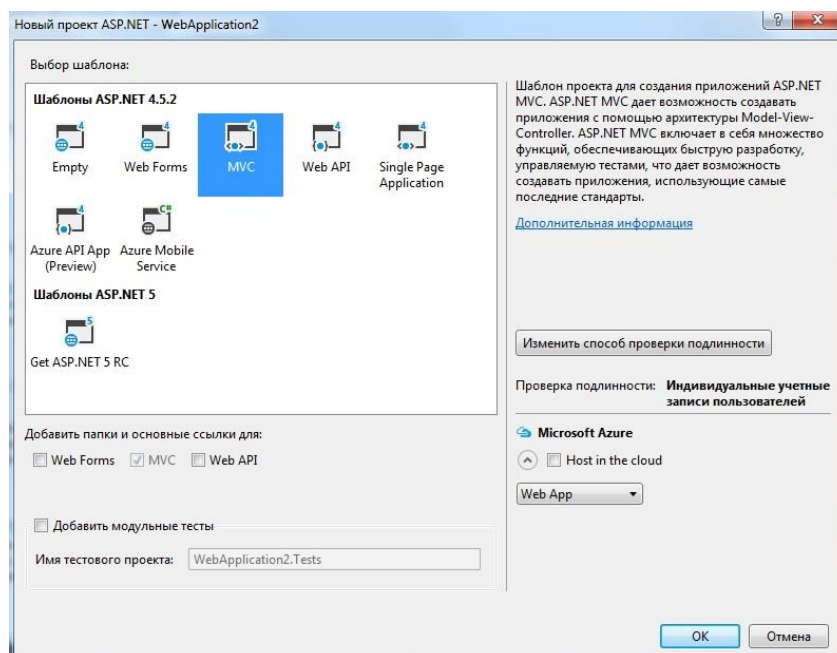 Новый проект ASP.NET - WebApplication2
Выбор шаблона:
Шаблоны ASP.NET 4.5.2
Empty
Web Forms
MVC
Web API
Single Page
Application
Azure API App
(Preview)
Azure Mobile
Service
Шаблоны ASP.NET 5
Get ASP.NET 5 RC
Добавить папки и основные ссылки для:
Web Forms
MVC
Web API
Добавить модульные тесты
Имя тестового проекта:
WebApplication2.Tests
Шаблон проекта для создания приложений ASP.NET
MVC. ASP.NET MVC дает возможность создавать
приложения с помощью архитектуры Model-View-
Controller. ASP.NET MVC включает в себя множество
функций, обеспечивающих быструю разработку,
управляемую тестами, что дает возможность
создавать приложения, использующие самые
последние стандарты.
Дополнительная информация
Изменить способ проверки подлинности
Проверка подлинности: Индивидуальные учетные
записи пользователей
Microsoft Azure
Host in the cloud
Web App
OK
Отмена